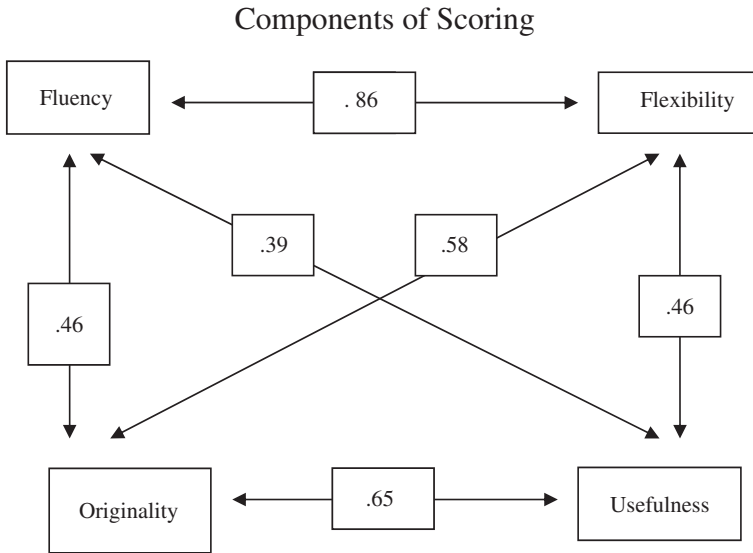 Components of Scoring
Fluency
. 86
Flexibility
.39
.58
.46
.46
Originality
.65
Usefulness